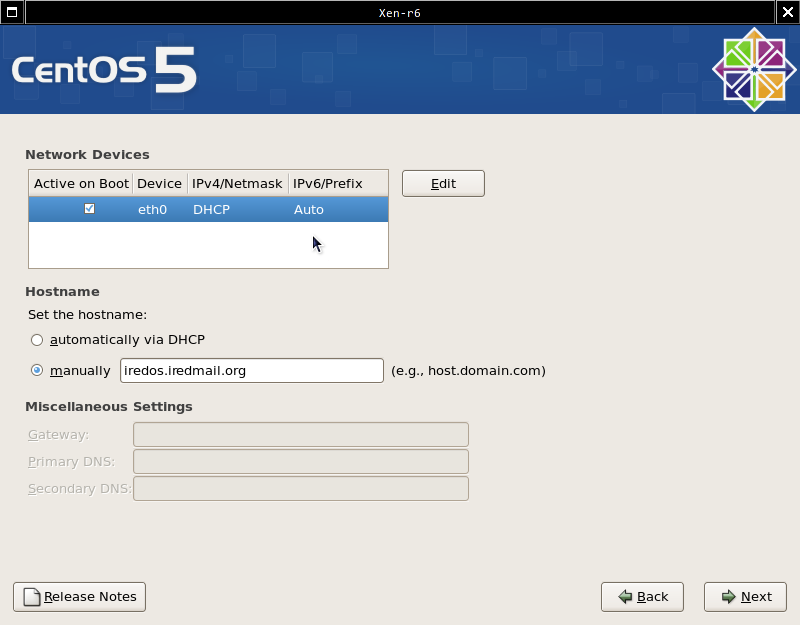 Xen-r6
CentOS 5
Network Devices
Active on Boot Device IPv4/Netmask IPv6/Prefix
eth0 DHCP Auto
Edit
Hostname
Set the hostname:
automatically via DHCP
manually iredos.iredmail.org (e.g., host.domain.com)
Miscellaneous Settings
Gateway:
Primary DNS:
Secondary DNS:
Release Notes Back Next